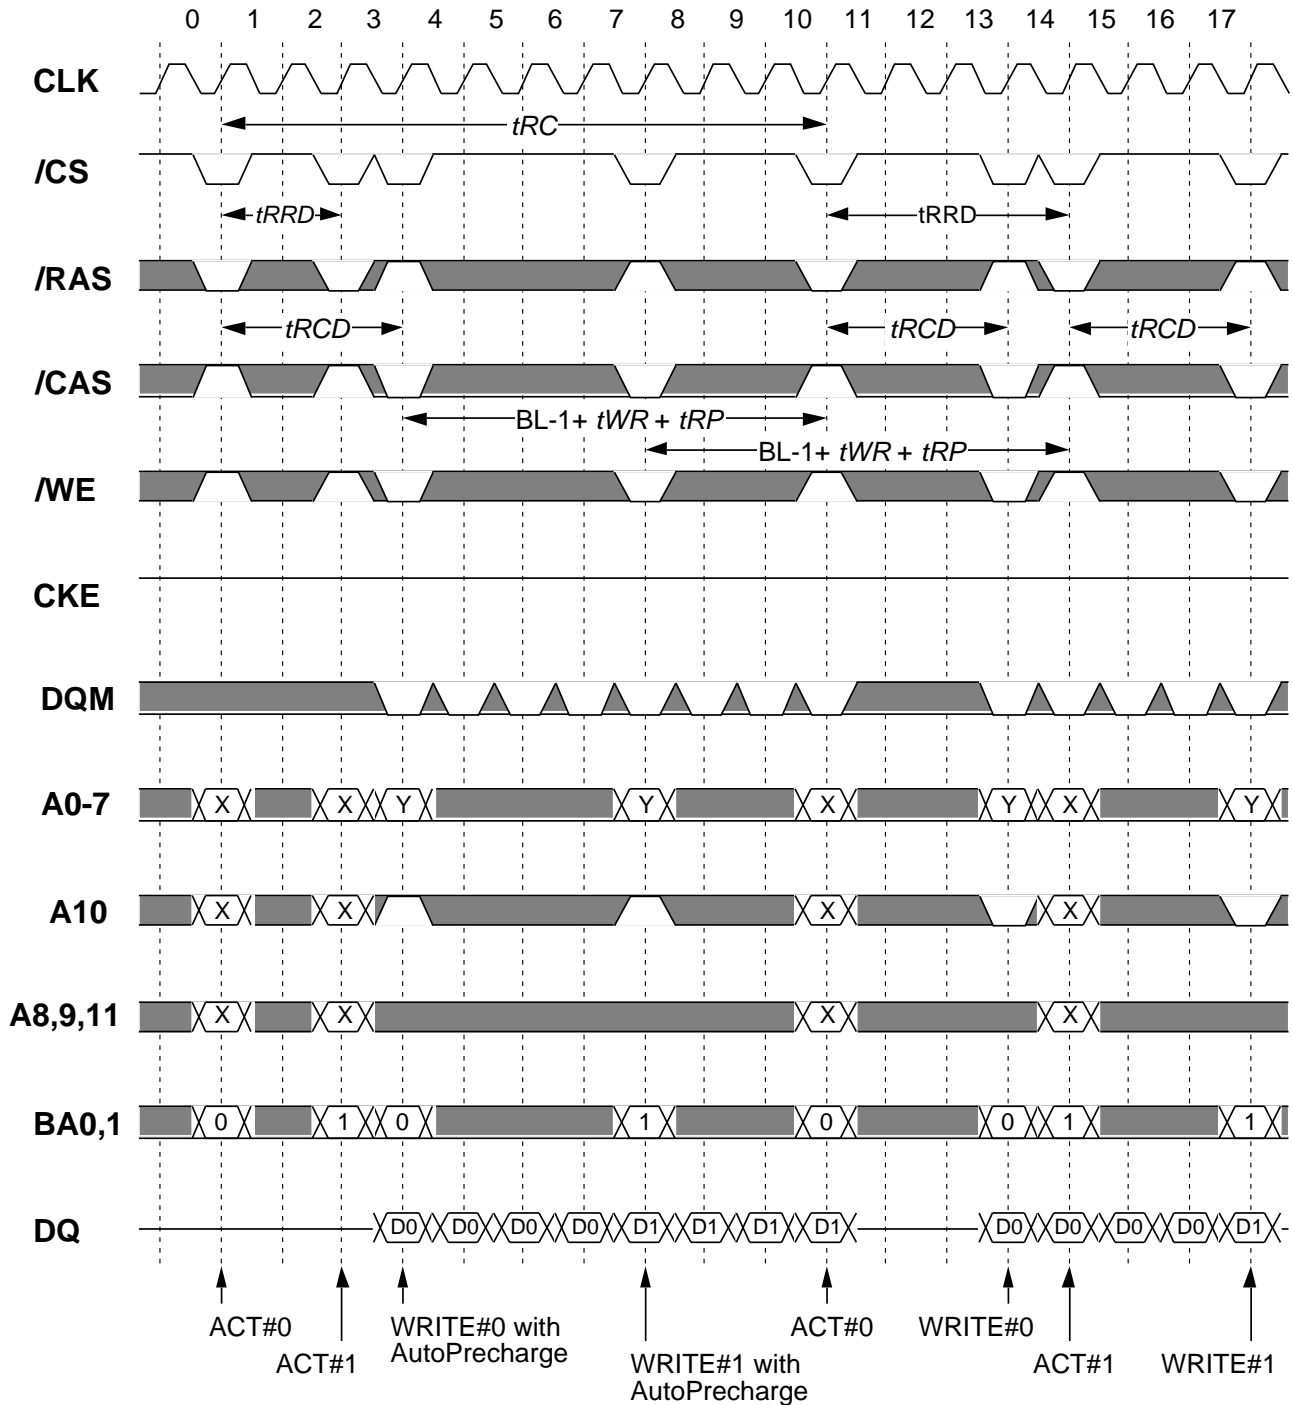 0 1 2 3 4 5 6 7 8 9 10 11 12 13 14 15 16 17
CLK
tRC
/CS
tRRD tRRD
/RAS
tRCD tRCD tRCD
/CAS
BL-1+ tWR + tRP
BL-1+ tWR + tRP
/WE
CKE
DQM
A0-7 X X Y Y X Y X Y
A10 X X X X
A8,9,11 X X X X
BA0,1 0 1 0 1 0 0 1 1
DQ D0 D0 D0 D0 D1 D1 D1 D1 D0 D0 D0 D0 D1
ACT#0 WRITE#0 with ACT#0 WRITE#0
AutoPrecharge
ACT#1 WRITE#1 with ACT#1 WRITE#1
AutoPrecharge